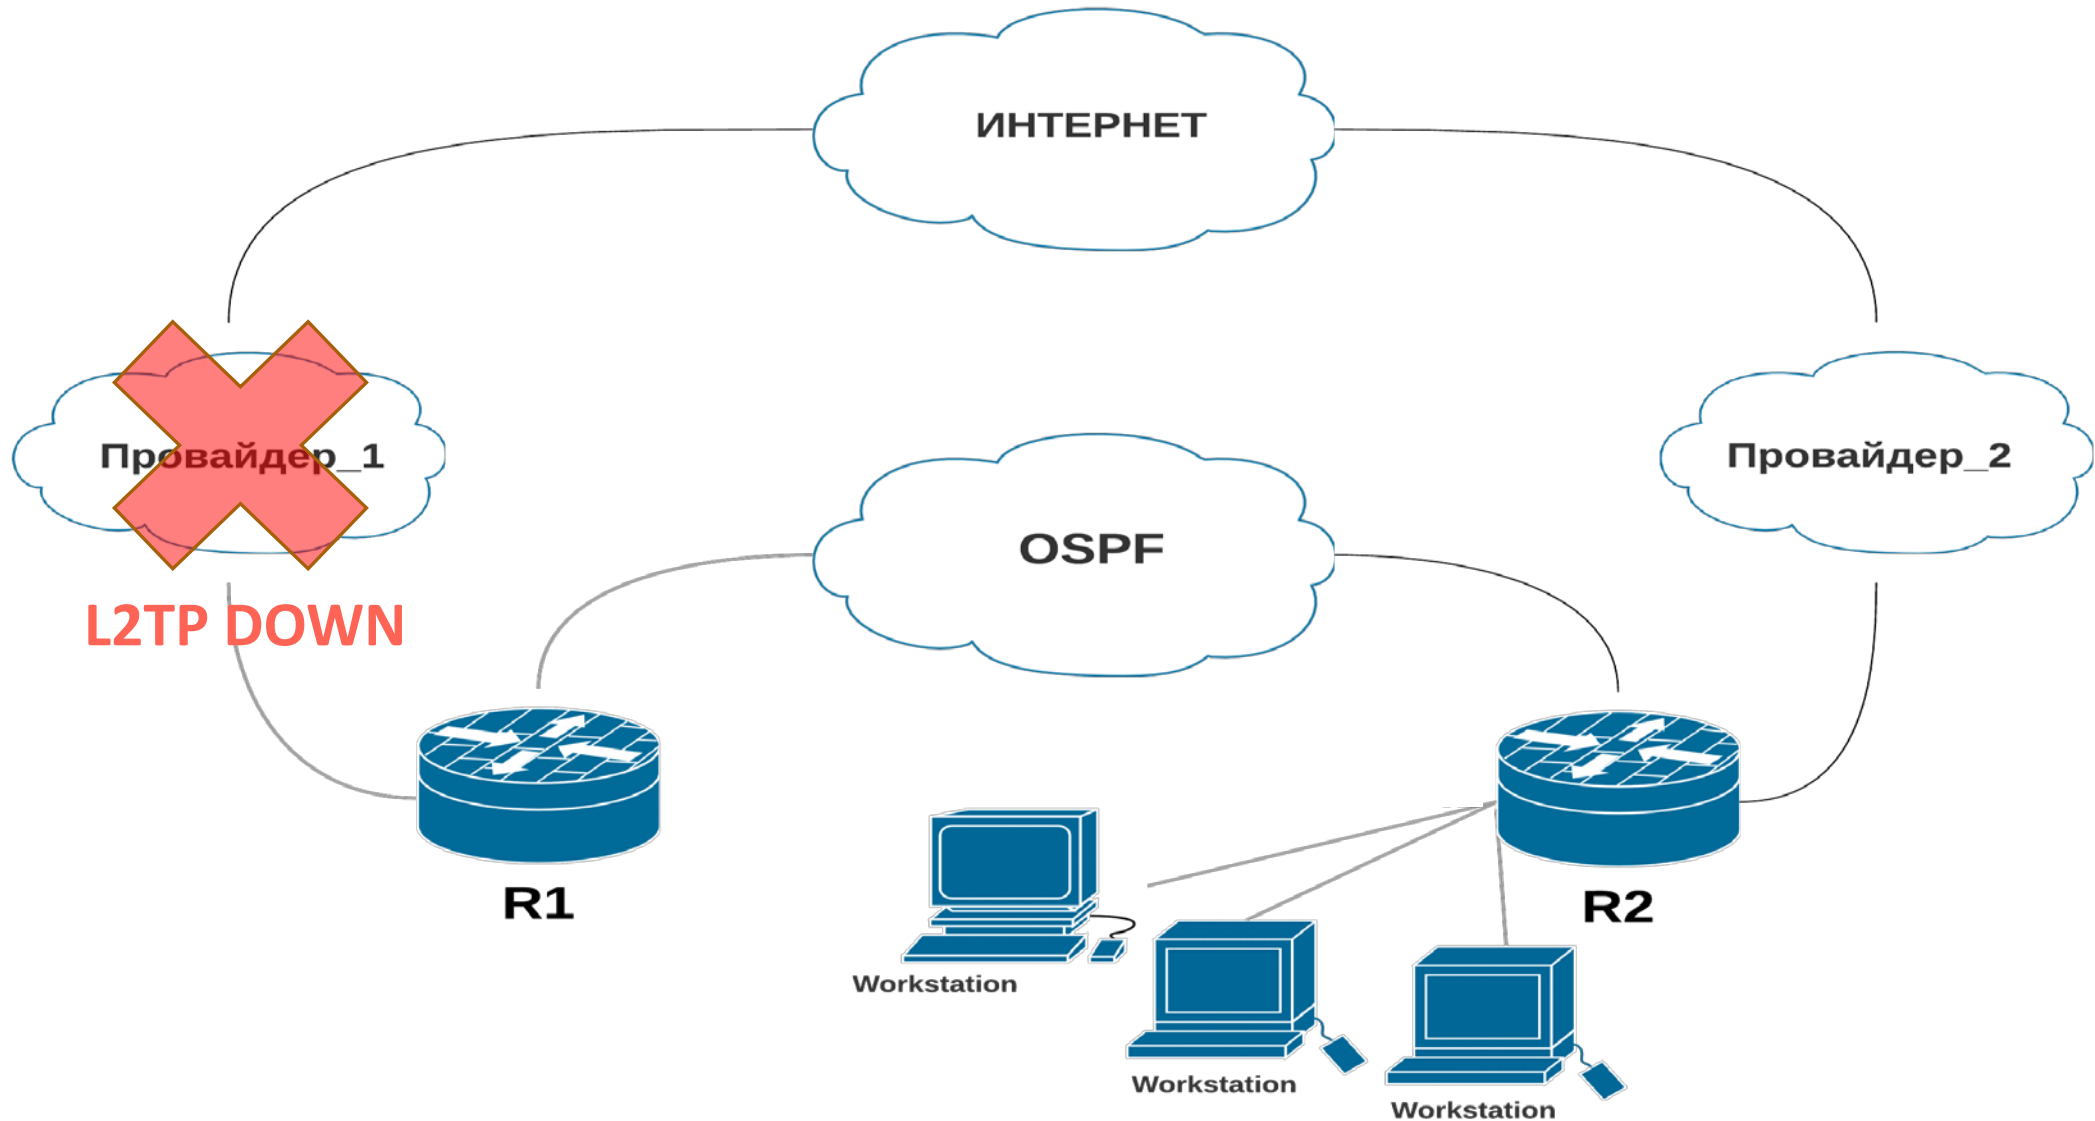 ИНТЕРНЕТ
Провайдер_1
Провайдер_2
OSPF
L2TP DOWN
R1
R2
Workstation
Workstation
Workstation